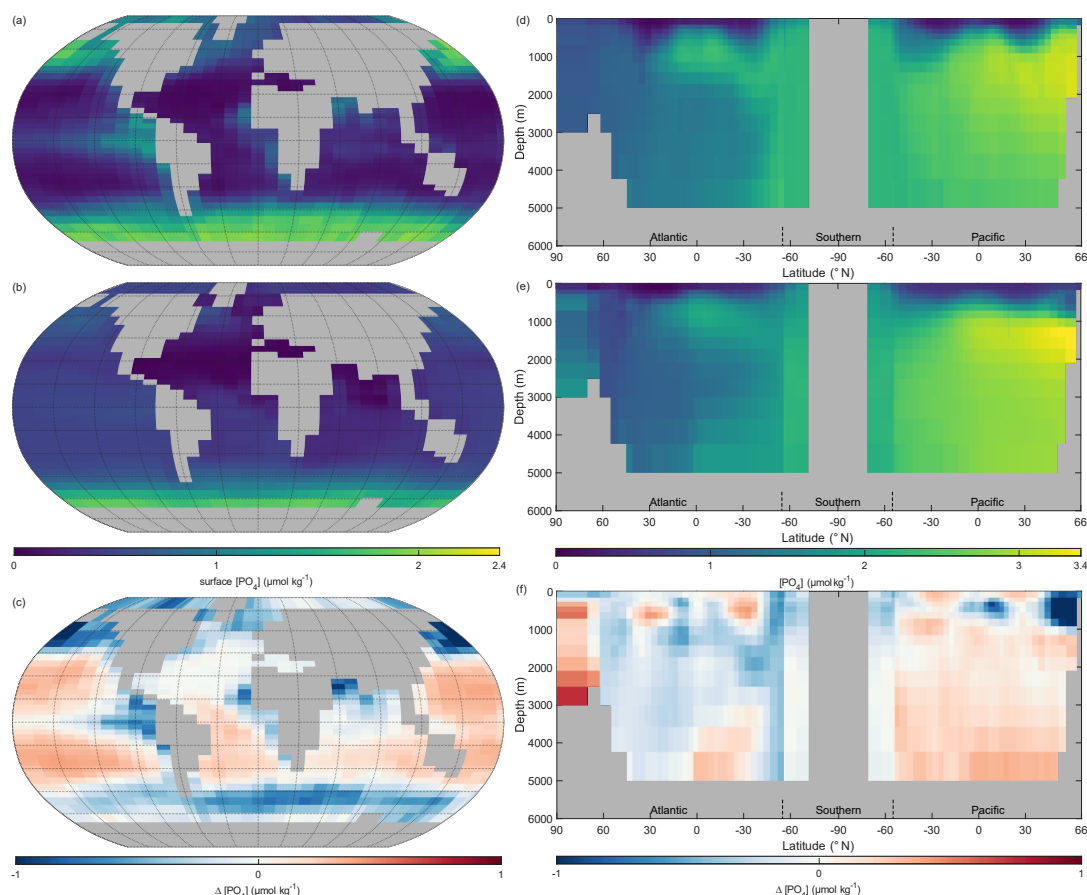 (a)
(b)
0 1 2 2.4
surface [PO4] (μmol kg-1)
(c)
-1 0 1
Δ [PO4] (μmol kg-1)
(d)
0
1000
2000
3000
4000
5000
6000
Depth (m)
Atlantic Southern Pacific
90 60 30 0 -30 -60 -90 -60 -30 0 30 66
Latitude (° N)
(e)
0
1000
2000
3000
4000
5000
6000
Depth (m)
Atlantic Southern Pacific
90 60 30 0 -30 -60 -90 -60 -30 0 30 66
Latitude (° N)
0 1 2 3 3.4
[PO4] (μmol kg-1)
(f)
0
1000
2000
3000
4000
5000
6000
Depth (m)
Atlantic Southern Pacific
90 60 30 0 -30 -60 -90 -60 -30 0 30 66
Latitude (° N)
-1 0 1
Δ [PO4] (μmol kg-1)